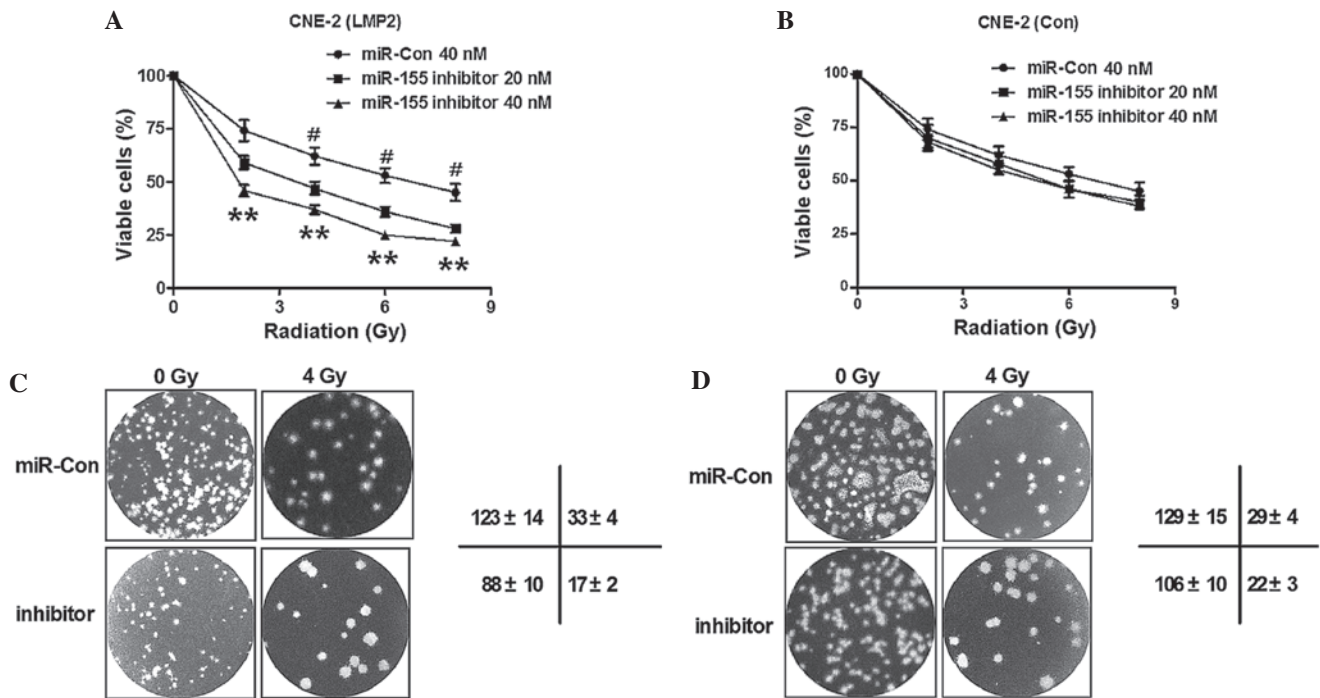 A
CNE-2 (LMP2)
miR-Con 40 nM
miR-155 inhibitor 20 nM
miR-155 inhibitor 40 nM
Viable cells (%)
100
75
50
25
0
# # #
** ** ** **
0 3 6 9
Radiation (Gy)
B
CNE-2 (Con)
miR-Con 40 nM
miR-155 inhibitor 20 nM
miR-155 inhibitor 40 nM
Viable cells (%)
100
75
50
25
0
0 3 6 9
Radiation (Gy)
C
0 Gy 4 Gy
miR-Con
inhibitor
123 ± 14 33 ± 4
88 ± 10 17 ± 2
D
0 Gy 4 Gy
miR-Con
inhibitor
129 ± 15 29 ± 4
106 ± 10 22 ± 3